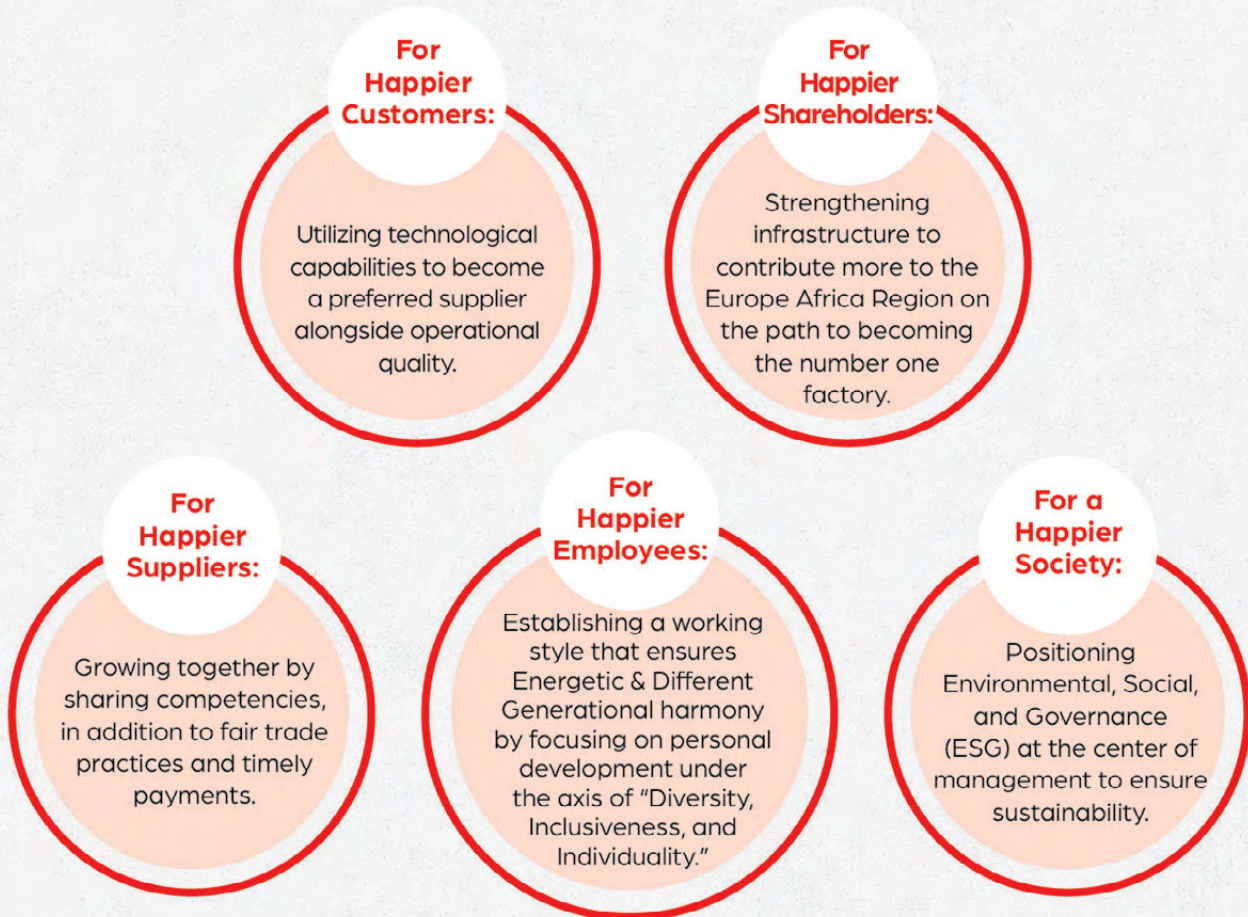 For
Happier
Customers:
Utilizing technological
capabilities to become
a preferred supplier
alongside operational
quality.
For
Happier
Shareholders:
Strengthening
infrastructure to
contribute more to the
Europe Africa Region on
the path to becoming
the number one
factory.
For
Happier
Suppliers:
Growing together by
sharing competencies,
in addition to fair trade
practices and timely
payments.
For
Happier
Employees:
Establishing a working
style that ensures
Energetic & Different
Generational harmony
by focusing on personal
development under
the axis of "Diversity,
Inclusiveness, and
Individuality."
For a
Happier
Society:
Positioning
Environmental, Social,
and Governance
(ESG) at the center of
management to ensure
sustainability.